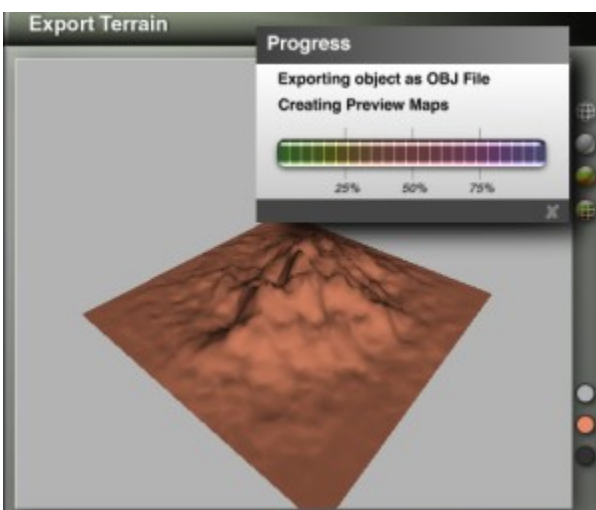 Export Terrain
Progress
Exporting object as OBJ File
Creating Preview Maps
25% 50% 75%